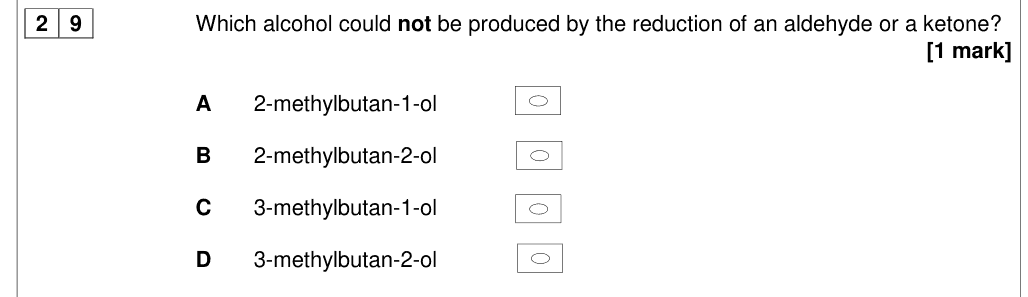 2 9 Which alcohol could not be produced by the reduction of an aldehyde or a ketone?
[1 mark]
A 2-methylbutan-1-ol
B 2-methylbutan-2-ol
C 3-methylbutan-1-ol
D 3-methylbutan-2-ol